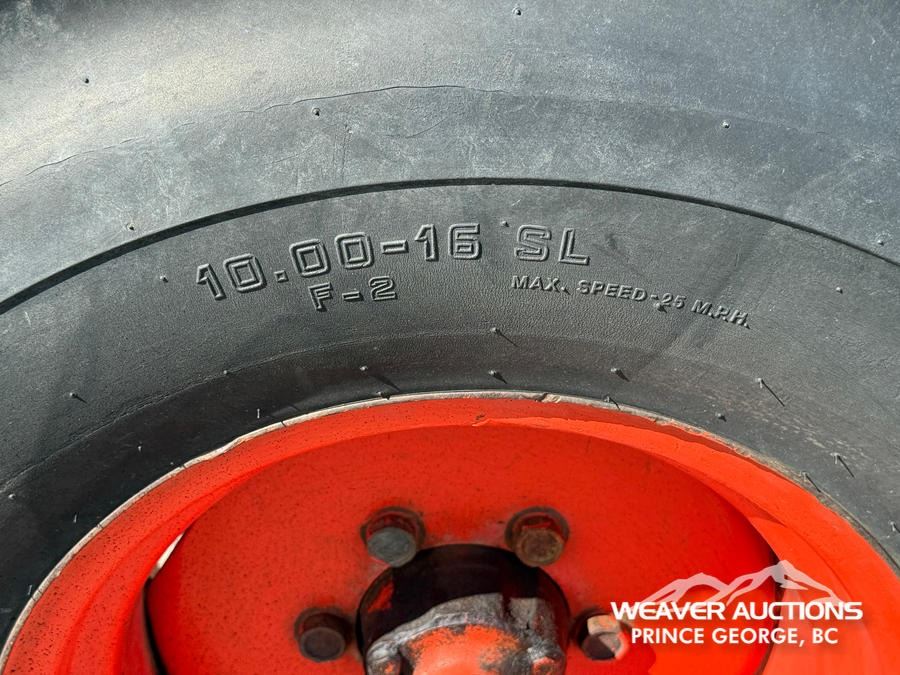 10.00-16 SL
F-2
MAX. SPEED-25 M.P.H.
WEAVER AUCTIONS
PRINCE GEORGE, BC